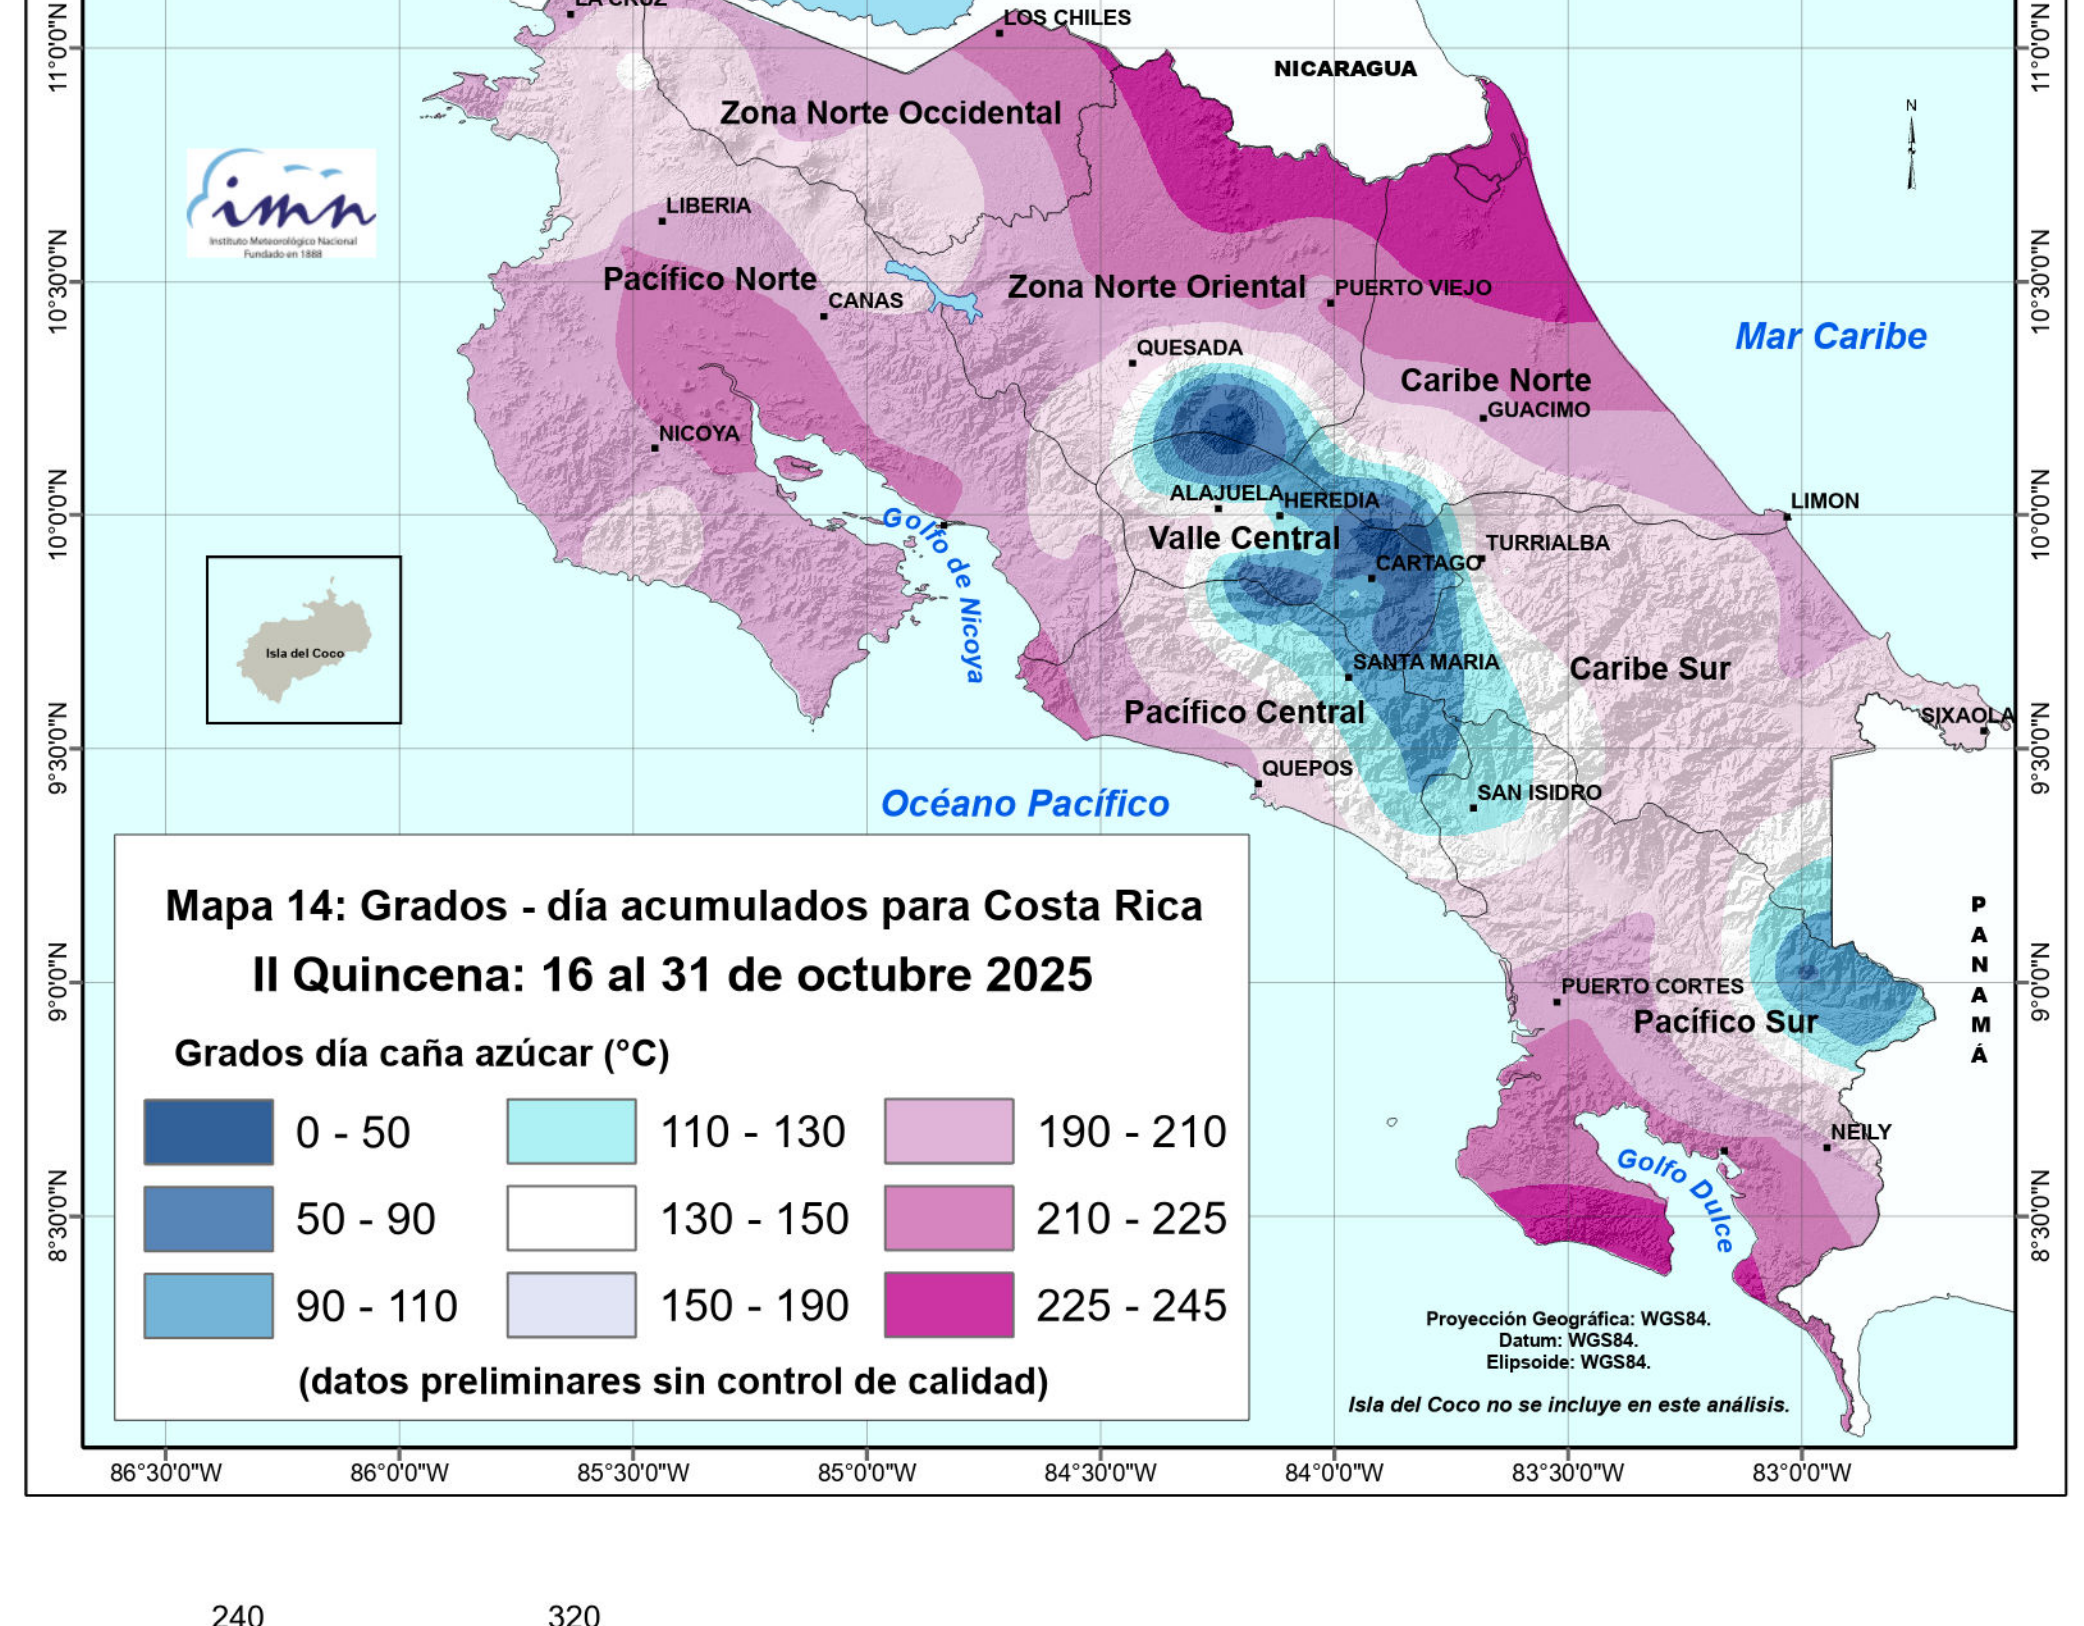 LA CRUZ
LOS CHILES
NICARAGUA
11°0'0"N
11°0'0"N
N
Zona Norte Occidental
imn
Instituto Meteorológico Nacional
Fundado en 1888
LIBERIA
10°30'0"N
Pacífico Norte
Zona Norte Oriental
PUERTO VIEJO
10°30'0"N
CANAS
Mar Caribe
QUESADA
Caribe Norte
GUACIMO
NICOYA
10°0'0"N
ALAJUELA
HEREDIA
LIMON
10°0'0"N
Golfo de Nicoya
Valle Central
TURRIALBA
CARTAGO
Isla del Coco
SANTA MARIA
Caribe Sur
Pacífico Central
SIXAOLA
9°30'0"N
QUEPOS
9°30'0"N
SAN ISIDRO
Océano Pacífico
PANAMÁ
9°0'0"N
PUERTO CORTES
9°0'0"N
Pacífico Sur
NEILY
Golfo Dulce
8°30'0"N
8°30'0"N
Mapa 14: Grados - día acumulados para Costa Rica
II Quincena: 16 al 31 de octubre 2025
Grados día caña azúcar (°C)
0 - 50
110 - 130
190 - 210
50 - 90
130 - 150
210 - 225
90 - 110
150 - 190
225 - 245
(datos preliminares sin control de calidad)
Proyección Geográfica: WGS84.
Datum: WGS84.
Elipsoide: WGS84.
Isla del Coco no se incluye en este análisis.
86°30'0"W
86°0'0"W
85°30'0"W
85°0'0"W
84°30'0"W
84°0'0"W
83°30'0"W
83°0'0"W
240
320